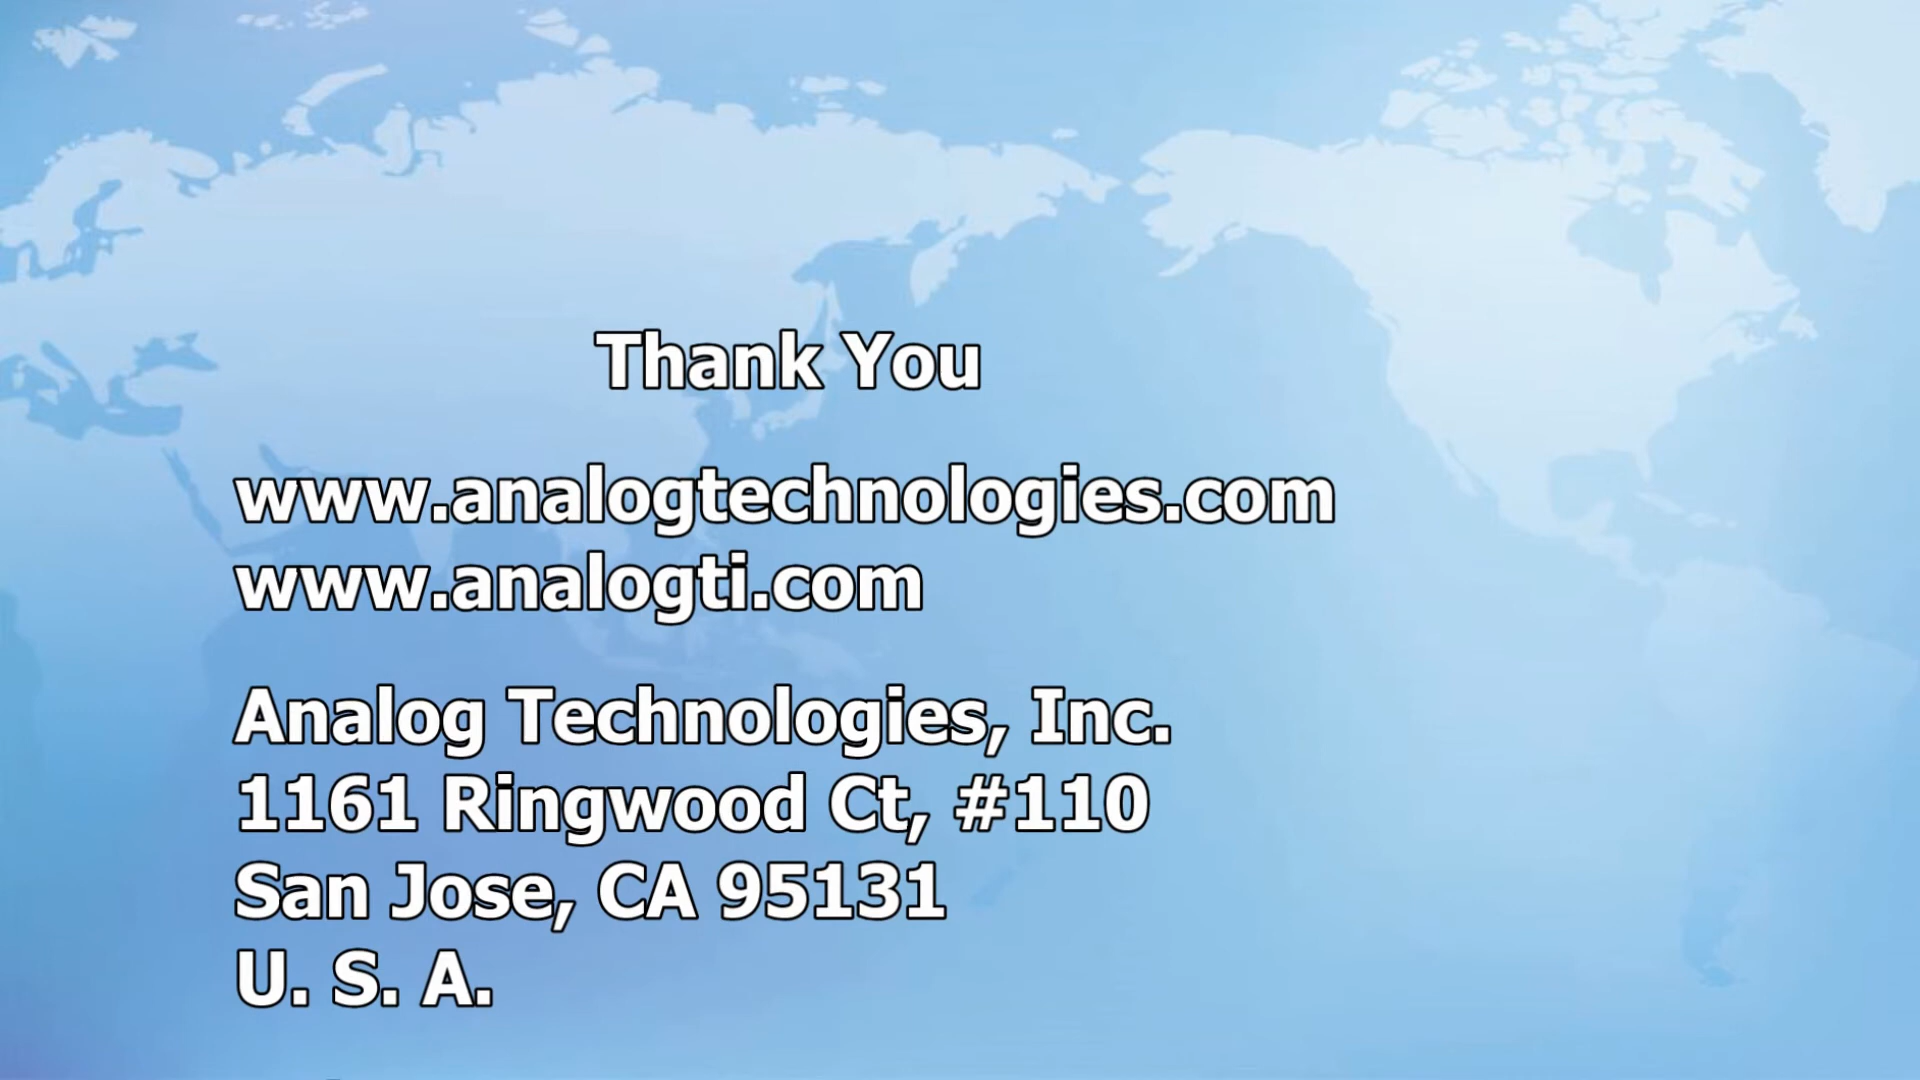 Thank You
www.analogtechnologies.com
www.analogti.com
Analog Technologies, Inc.
1161 Ringwood Ct, #110
San Jose, CA 95131
U. S. A.